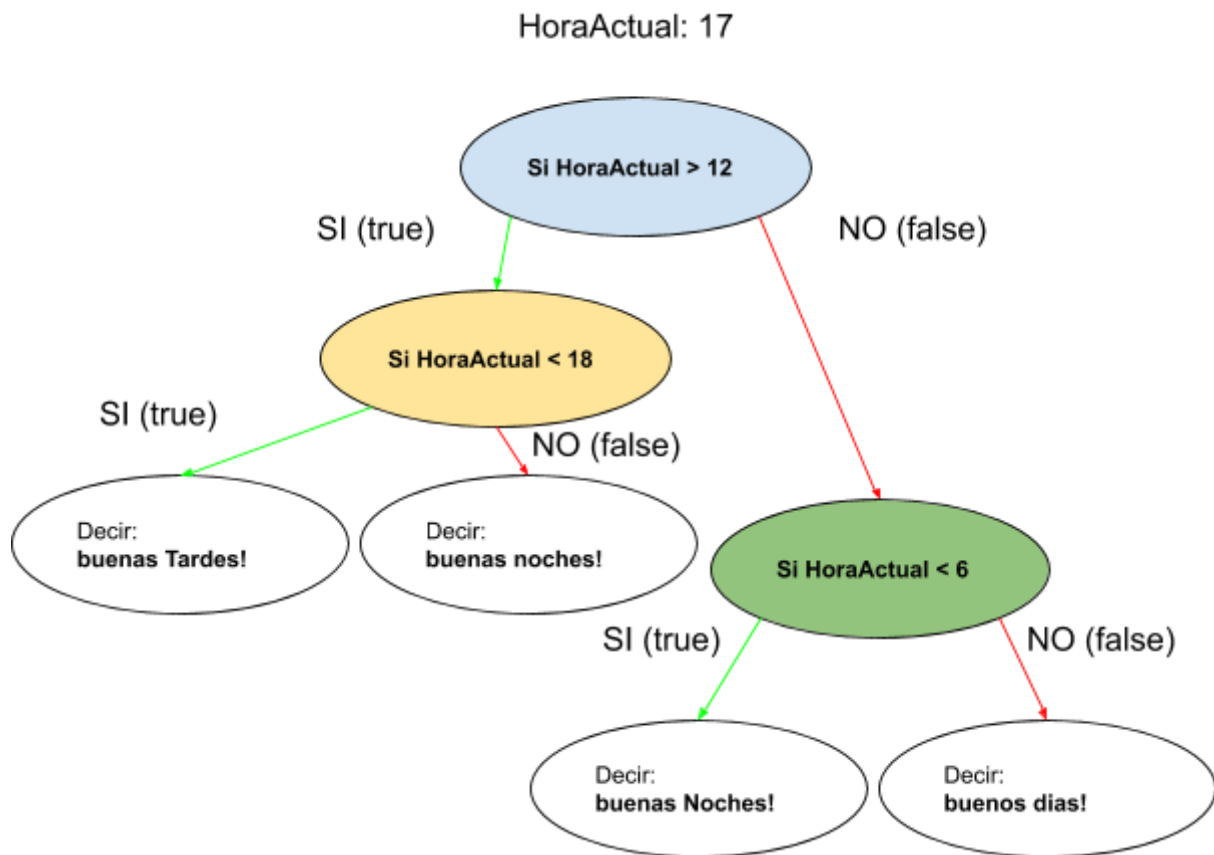 HoraActual: 17
Si HoraActual > 12
SI (true)
NO (false)
Si HoraActual < 18
SI (true)
NO (false)
Decir:
buenas Tardes!
Decir:
buenas noches!
Si HoraActual < 6
SI (true)
NO (false)
Decir:
buenas Noches!
Decir:
buenos dias!